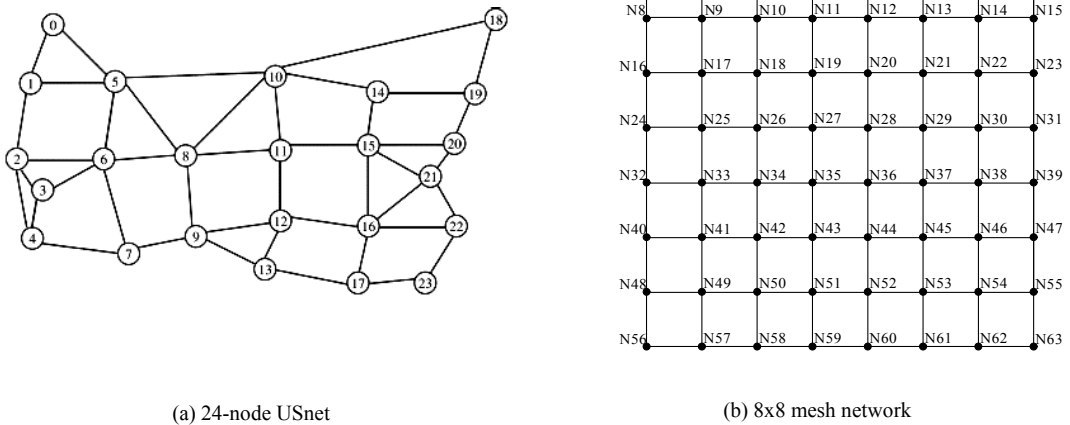 0
18
10
5
1
14
19
20
15
11
8
2
6
21
3
12
16
22
9
4
7
13
17
23
(a) 24-node USnet
N8 N9 N10 N11 N12 N13 N14 N15
N16 N17 N18 N19 N20 N21 N22 N23
N24 N25 N26 N27 N28 N29 N30 N31
N32 N33 N34 N35 N36 N37 N38 N39
N40 N41 N42 N43 N44 N45 N46 N47
N48 N49 N50 N51 N52 N53 N54 N55
N56 N57 N58 N59 N60 N61 N62 N63
(b) 8x8 mesh network